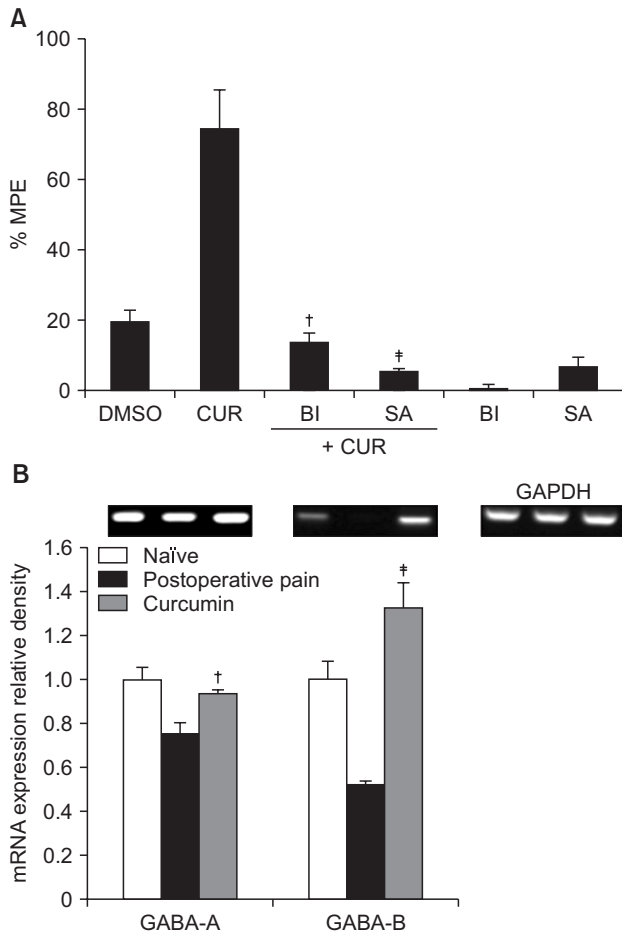 A
100
80
60
40
20
0
% MPE
†
‡
DMSO CUR BI SA BI SA
+ CUR
B
GAPDH
1.6
1.4
1.2
1.0
0.8
0.6
0.4
0.2
0
mRNA expression relative density
Naïve
Postoperative pain
Curcumin
†
‡
GABA-A GABA-B